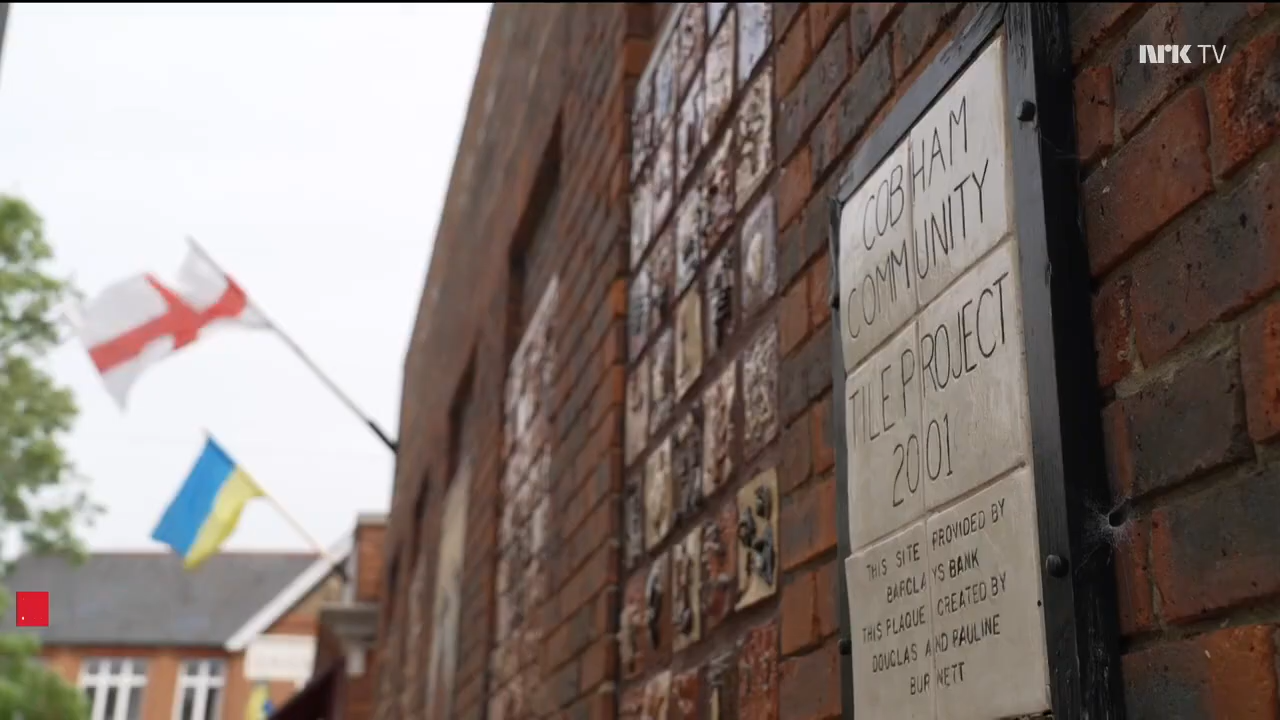 nrk TV
COBHAM
COMMUNITY
TILE PROJECT
2001
THIS SITE PROVIDED BY
BARCLAYS BANK
THIS PLAQUE CREATED BY
DOUGLAS AND PAULINE
BURNETT